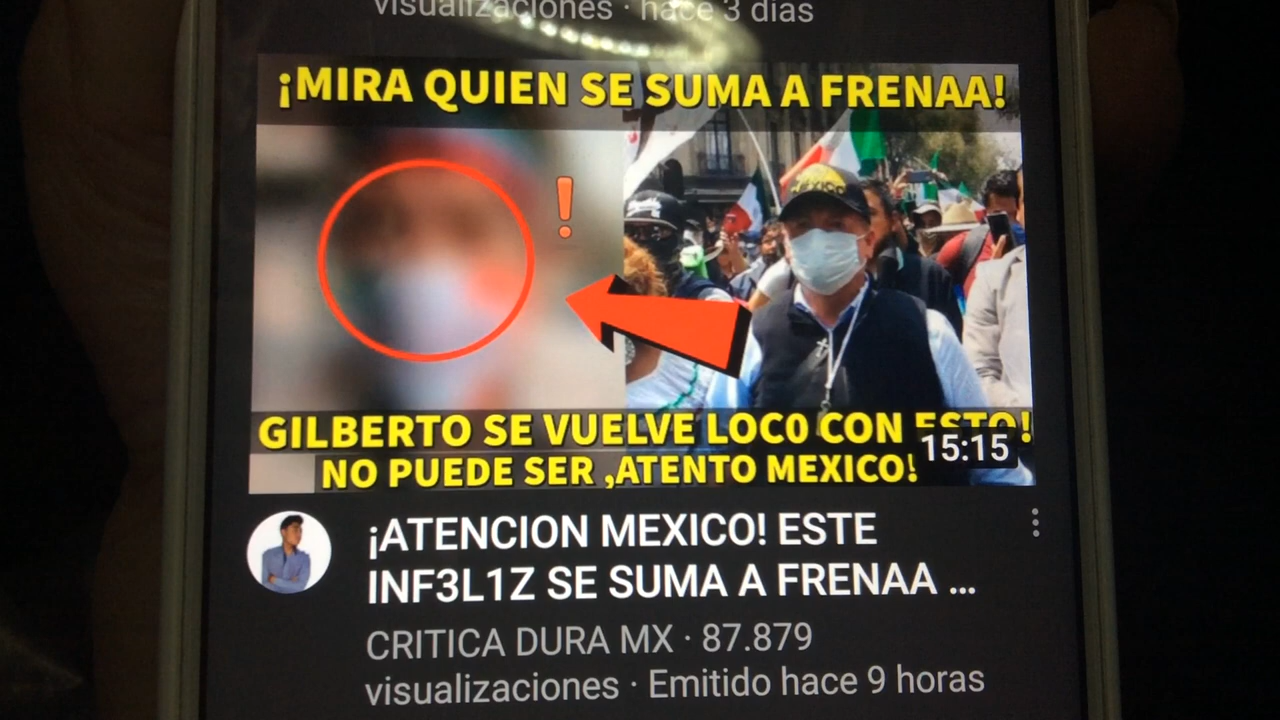 visualizaciones · hace 3 días
¡MIRA QUIEN SE SUMA A FRENAA!
MÉXICO
GILBERTO SE VUELVE LOC0 CON ESTO!
15:15
NO PUEDE SER ,ATENTO MEXICO!
¡ATENCION MEXICO! ESTE
INF3L1Z SE SUMA A FRENAA ...
CRITICA DURA MX · 87.879
visualizaciones · Emitido hace 9 horas